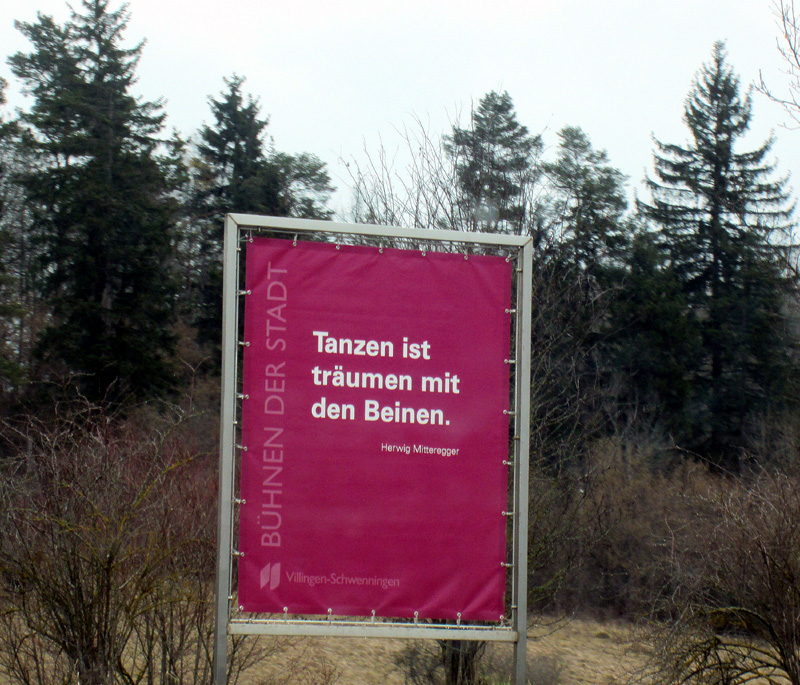 BÜHNEN DER STADT
Tanzen ist
träumen mit
den Beinen.
Herwig Mitteregger
Villingen-Schwenningen